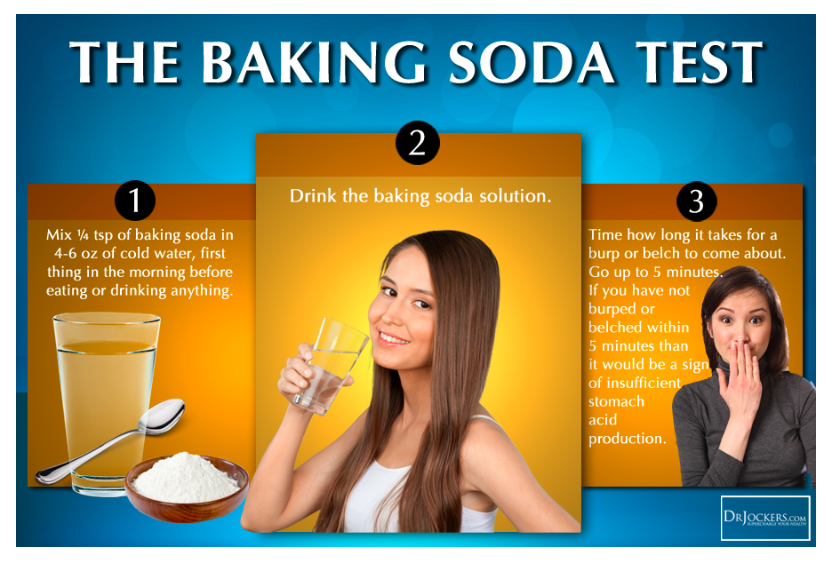 THE BAKING SODA TEST
1
Mix ¼ tsp of baking soda in
4-6 oz of cold water, first
thing in the morning before
eating or drinking anything.
2
Drink the baking soda solution.
3
Time how long it takes for a
burp or belch to come about.
Go up to 5 minutes.
If you have not
burped or
belched within
5 minutes than
it would be a sign
of insufficient
stomach
acid
production.
DRJOCKERS.COM
SUPERCHARGE YOUR HEALTH